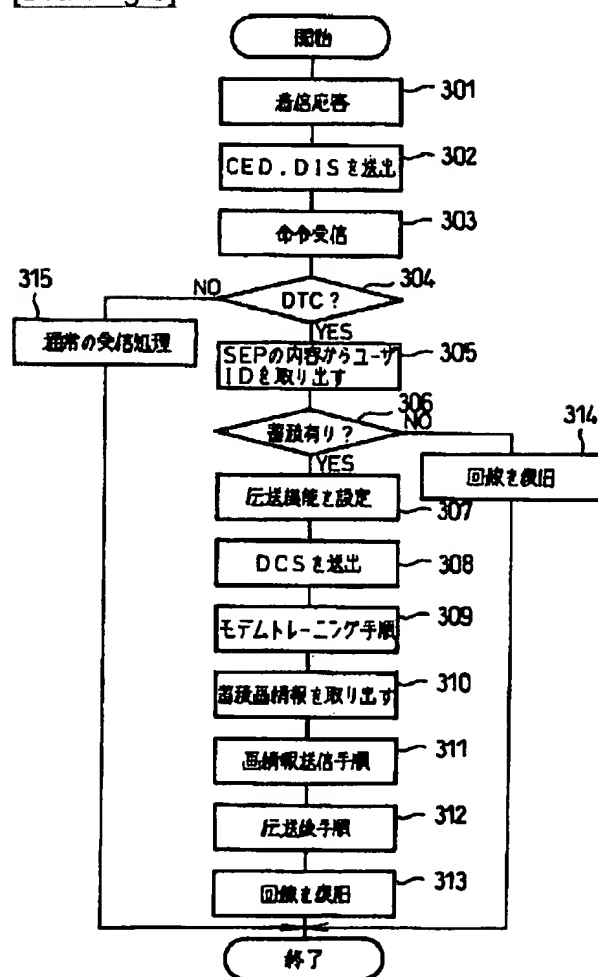 開始
着信応答
301
CED.DISを送出
302
命令受信
303
DTC?
304
NO
YES
315
通常の受信処理
SEPの内容からユーザ
IDを取り出す
305
蓄積有り?
306
NO
YES
314
回線を復旧
伝送機能を設定
307
DCSを送出
308
モデムトレーニング手順
309
蓄積画情報を取り出す
310
画情報送信手順
311
伝送後手順
312
回線を復旧
313
終了